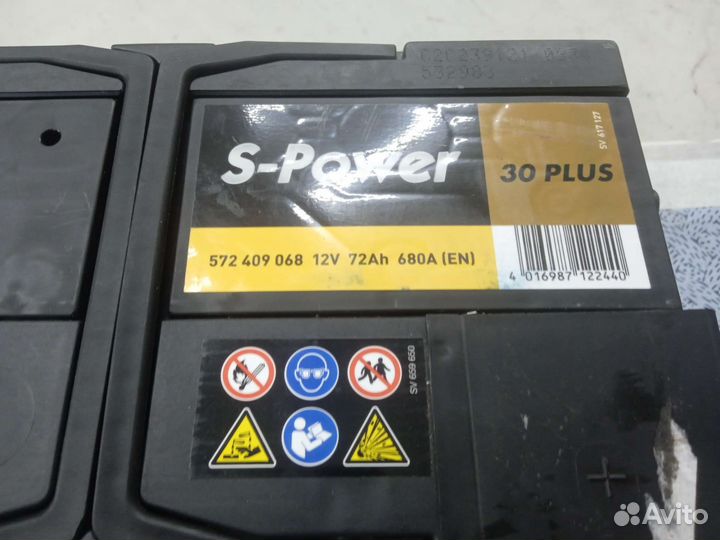 532983
S-Power
30 PLUS
SV 617 127
572 409 068 12V 72Ah 680A (EN)
4 016987 122440
SV 659 650
+
Avito